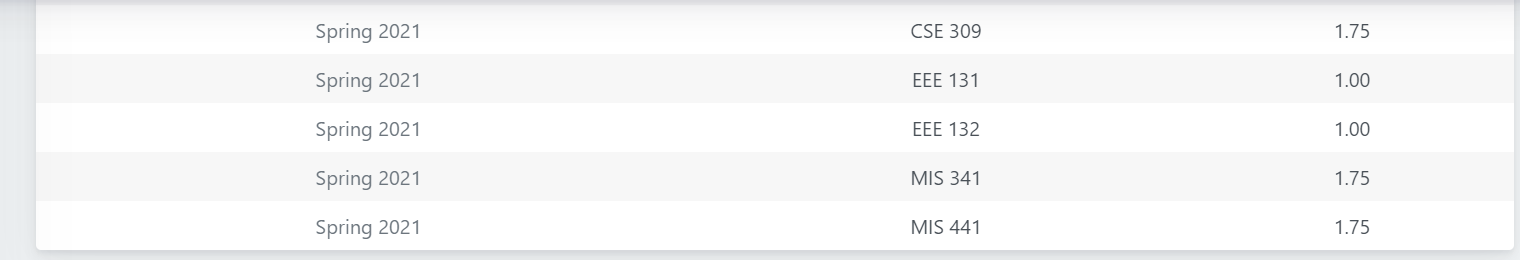 Spring 2021 CSE 309 1.75
Spring 2021 EEE 131 1.00
Spring 2021 EEE 132 1.00
Spring 2021 MIS 341 1.75
Spring 2021 MIS 441 1.75